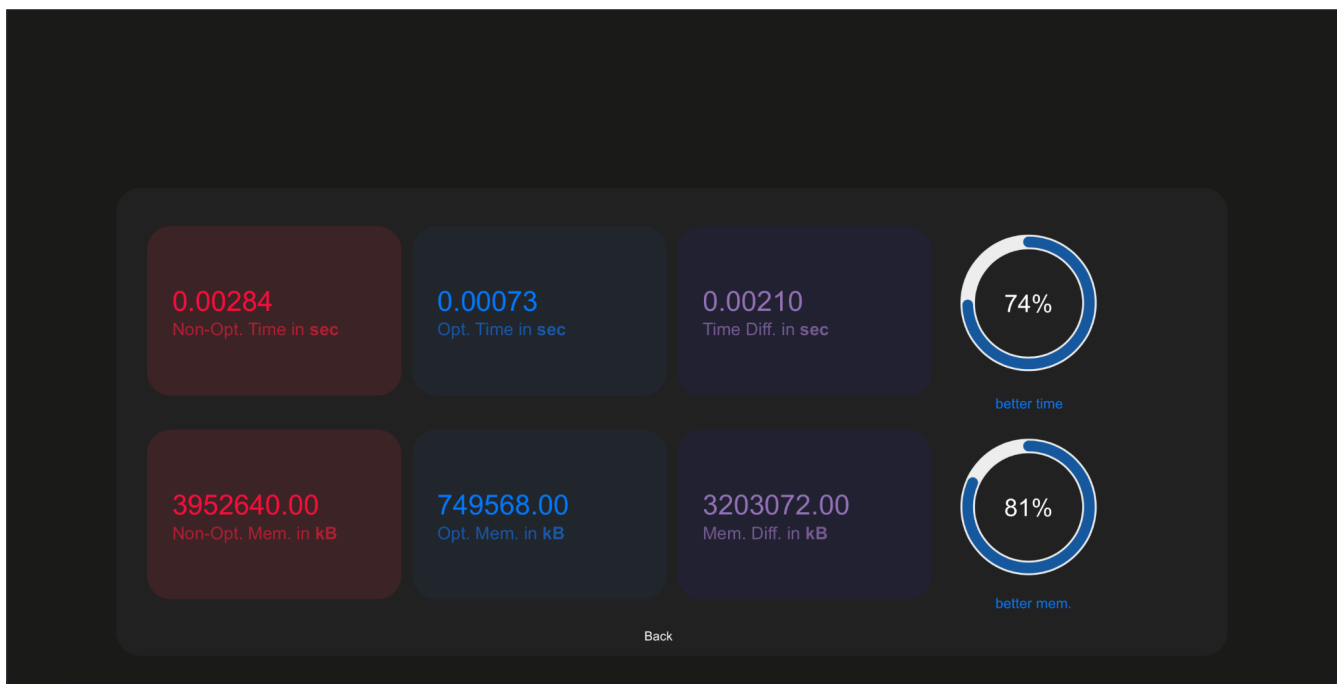 0.00284
Non-Opt. Time in sec
0.00073
Opt. Time in sec
0.00210
Time Diff. in sec
74%
better time
3952640.00
Non-Opt. Mem. in kB
749568.00
Opt. Mem. in kB
3203072.00
Mem. Diff. in kB
81%
better mem.
Back